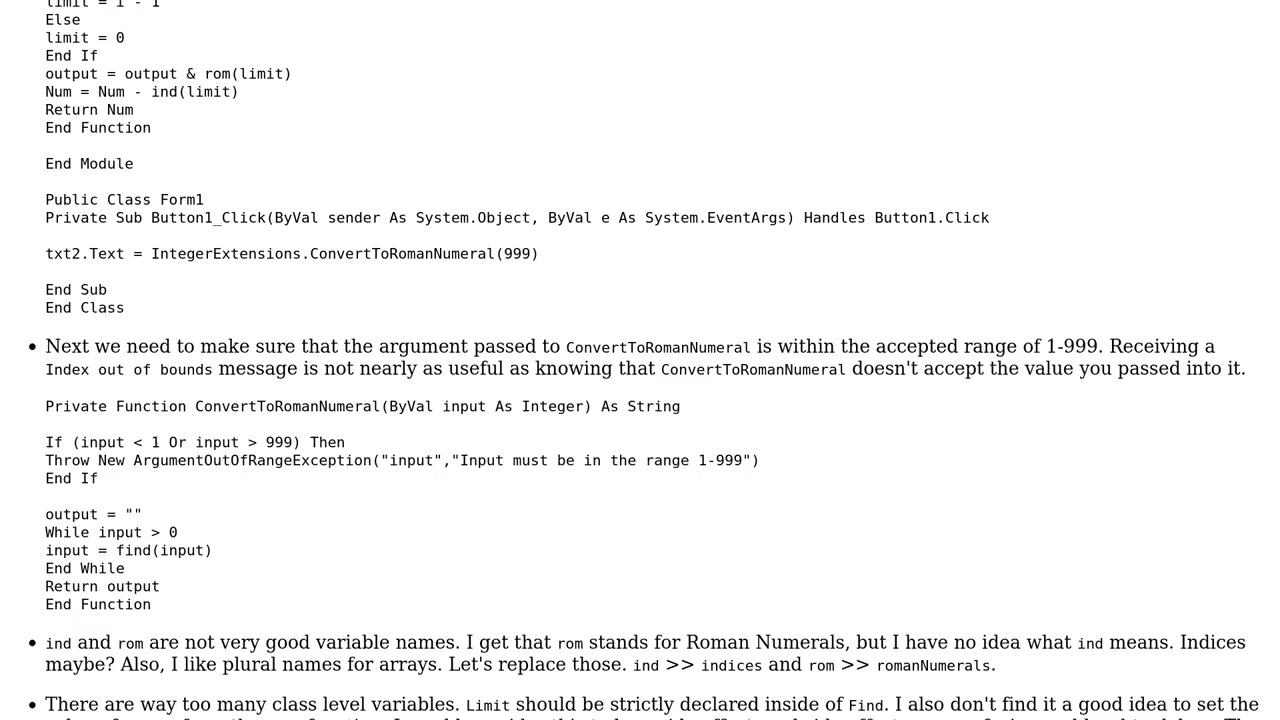 limit = i - 1
Else
limit = 0
End If
output = output & rom(limit)
Num = Num - ind(limit)
Return Num
End Function
End Module
Public Class Form1
Private Sub Button1_Click(ByVal sender As System.Object, ByVal e As System.EventArgs) Handles Button1.Click
txt2.Text = IntegerExtensions.ConvertToRomanNumeral(999)
End Sub
End Class
• Next we need to make sure that the argument passed to ConvertToRomanNumeral is within the accepted range of 1-999. Receiving a
Index out of bounds message is not nearly as useful as knowing that ConvertToRomanNumeral doesn't accept the value you passed into it.
Private Function ConvertToRomanNumeral(ByVal input As Integer) As String
If (input < 1 Or input > 999) Then
Throw New ArgumentOutOfRangeException("input","Input must be in the range 1-999")
End If
output = ""
While input > 0
input = find(input)
End While
Return output
End Function
• ind and rom are not very good variable names. I get that rom stands for Roman Numerals, but I have no idea what ind means. Indices
maybe? Also, I like plural names for arrays. Let's replace those. ind >> indices and rom >> romanNumerals.
• There are way too many class level variables. Limit should be strictly declared inside of Find. I also don't find it a good idea to set the